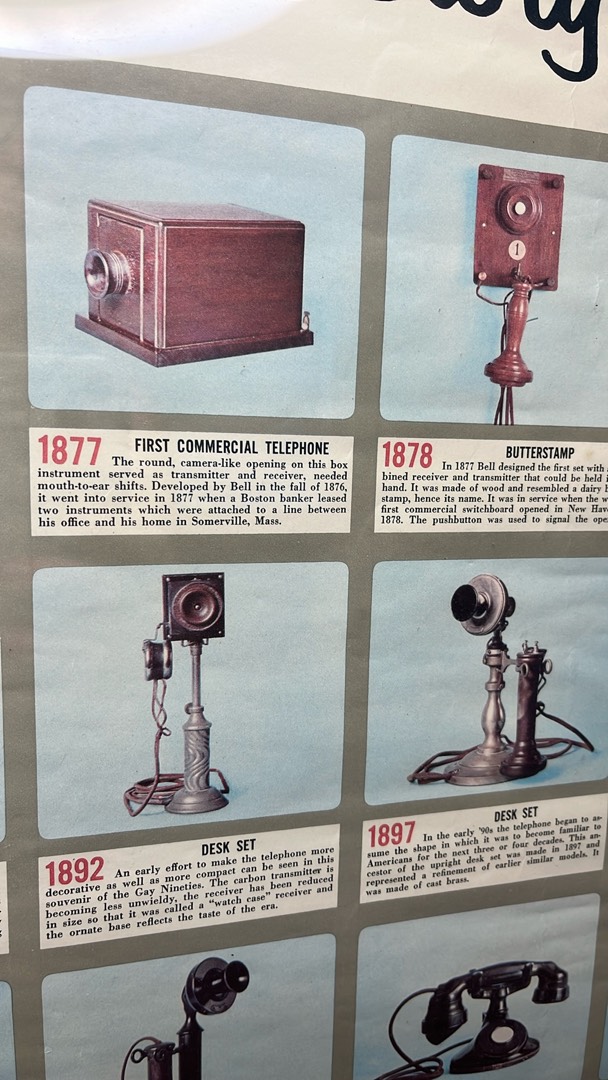 1877 FIRST COMMERCIAL TELEPHONE
The round, camera-like opening on this box
instrument served as transmitter and receiver, needed
mouth-to-ear shifts. Developed by Bell in the fall of 1876,
it went into service in 1877 when a Boston banker leased
two instruments which were attached to a line between
his office and his home in Somerville, Mass.
1878 BUTTERSTAMP
In 1877 Bell designed the first set with
bined receiver and transmitter that could be held
hand. It was made of wood and resembled a dairy
stamp, hence its name. It was in service when the
first commercial switchboard opened in New
1878. The pushbutton was used to signal the
1
1892 DESK SET
An early effort to make the telephone more
decorative as well as more compact can be seen in this
souvenir of the Gay Nineties. The carbon transmitter is
becoming less unwieldy, the receiver has been reduced
in size so that it was called a "watch case" receiver and
the ornate base reflects the taste of the era.
1897 DESK SET
In the early '90s the telephone began to as-
sume the shape in which it was to become familiar to
Americans for the next three or four decades. This an-
cestor of the upright desk set was made in 1897 and
represented a refinement of earlier similar models. It
was made of cast brass.